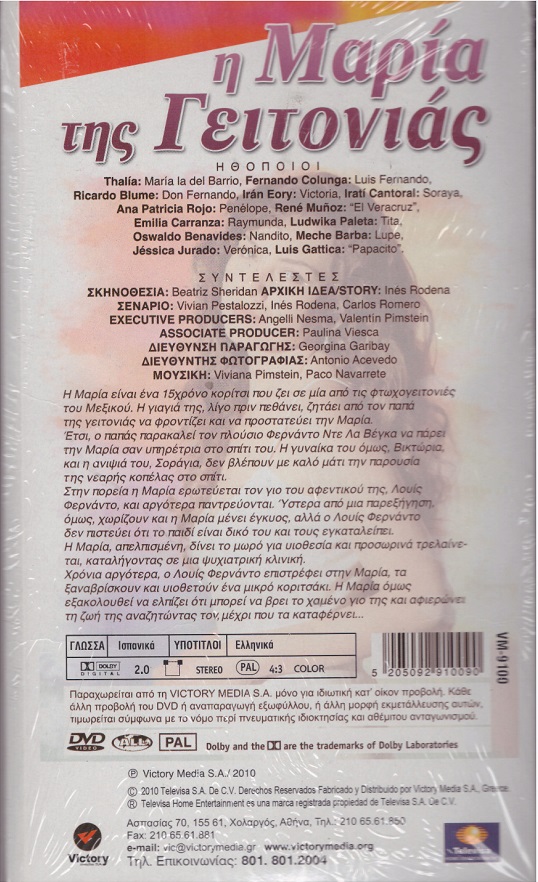 η Μαρία
της Γειτονιάς
ΗΘΟΠΟΙΟΙ
Thalía: María la del Barrio, Fernando Colunga: Luis Fernando,
Ricardo Blume: Don Fernando, Irán Eory: Victoria, Iratí Cantoral: Soraya,
Ana Patricia Rojo: Penélope, René Muñoz: "El Veracruz",
Emilia Carranza: Raymunda, Ludwika Paleta: Tita,
Oswaldo Benavides: Nandito, Meche Barba: Lupe,
Jéssica Jurado: Verónica, Luis Gattica: "Papacito".
ΣΥΝΤΕΛΕΣΤΕΣ
ΣΚΗΝΟΘΕΣΙΑ: Beatriz Sheridan ΑΡΧΙΚΗ ΙΔΕΑ/STORY: Inés Rodena
ΣΕΝΑΡΙΟ: Vivian Pestalozzi, Inés Rodena, Carlos Romero
EXECUTIVE PRODUCERS: Angelli Nesma, Valentin Pimstein
ASSOCIATE PRODUCER: Paulina Viesca
ΔΙΕΥΘΥΝΣΗ ΠΑΡΑΓΩΓΗΣ: Georgina Garibay
ΔΙΕΥΘΥΝΤΗΣ ΦΩΤΟΓΡΑΦΙΑΣ: Antonio Acevedo
ΜΟΥΣΙΚΗ: Viviana Pimstein, Paco Navarrete
Η Μαρία είναι ένα 15χρονο κορίτσι που ζει σε μία από τις φτωχογειτονιές
του Μεξικού. Η γιαγιά της, λίγο πριν πεθάνει, ζητάει από τον παπά
της γειτονιάς να φροντίζει και να προστατεύει την Μαρία.
Έτσι, ο παπάς παρακαλεί τον πλούσιο Φερνάντο Ντε Λα Βέγκα να πάρει
την Μαρία σαν υπηρέτρια στο σπίτι του. Η γυναίκα του όμως, Βικτώρια,
και η ανιψιά του, Σοράγια, δεν βλέπουν με καλό μάτι την παρουσία
της νεαρής κοπέλας στο σπίτι.
Στην πορεία η Μαρία ερωτεύεται τον γιο του αφεντικού της, Λουίς
Φερνάντο, και αργότερα παντρεύονται. Ύστερα από μια παρεξήγηση,
όμως, χωρίζουν και η Μαρία μένει έγκυος, αλλά ο Λουίς Φερνάντο
δεν πιστεύει ότι το παιδί είναι δικό του και τους εγκαταλείπει.
Η Μαρία, απελπισμένη, δίνει το μωρό για υιοθεσία και προσωρινά τρελαίνε-
ται, καταλήγοντας σε μια ψυχιατρική κλινική.
Χρόνια αργότερα, ο Λουίς Φερνάντο επιστρέφει στην Μαρία, τα
ξαναβρίσκουν και υιοθετούν ένα μικρό κοριτσάκι. Η Μαρία όμως
εξακολουθεί να ελπίζει ότι μπορεί να βρει το χαμένο γιο της και αφιερώνει
τη ζωή της αναζητώντας τον, μέχρι που τα καταφέρνει...
ΓΛΩΣΣΑ Ισπανικά ΥΠΟΤΙΤΛΟΙ Ελληνικά
DOLBY DIGITAL 2.0 STEREO PAL 4:3 COLOR
5 205092 910090
VM-9100
Παραχωρείται από τη VICTORY MEDIA S.A. μόνο για ιδιωτική κατ' οίκον προβολή. Κάθε
άλλη προβολή του DVD ή αναπαραγωγή εξωφύλλου, ή άλλη μορφή εκμετάλλευσης αυτών,
τιμωρείται σύμφωνα με το νόμο περί πνευματικής ιδιοκτησίας και αθέμιτου ανταγωνισμού.
DVD VIDEO ALL PAL Dolby and the DD are the trademarks of Dolby Laboratories
℗ Victory Media S.A./ 2010
© 2010 Televisa S.A. De C.V. Derechos Reservados Fabricado y Distribuido por Victory Media S.A., Greece.
® Televisa Home Entertainment es una marca registrada propiedad de Televisa S.A. De C.V.
Ασπασίας 70, 155 61, Χολαργός, Αθήνα, Τηλ. 210 65.61.850
Fax: 210 65.61.881
e-mail: vic@victorymedia.gr www.victorymedia.org
Τηλ. Επικοινωνίας: 801. 801.2004
Victory
Televisa